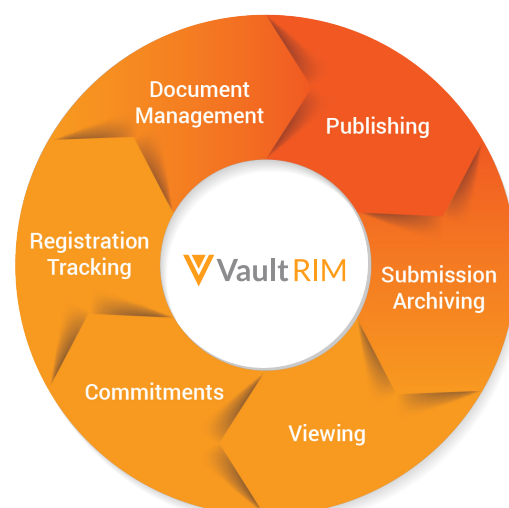 Document
Management
Publishing
Registration
Tracking
Vault RIM
Submission
Archiving
Commitments
Viewing